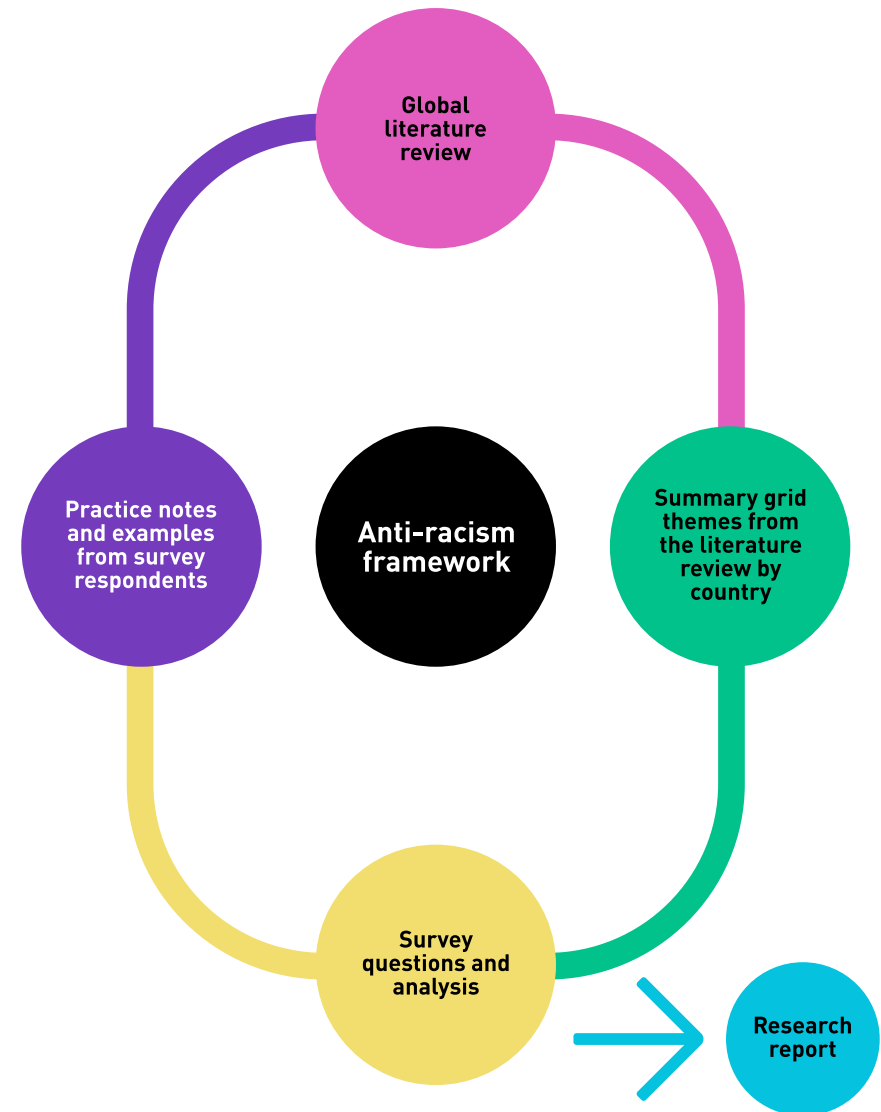 Global
literature
review
Practice notes
and examples
from survey
respondents
Anti-racism
framework
Summary grid
themes from
the literature
review by
country
Survey
questions and
analysis
Research
report